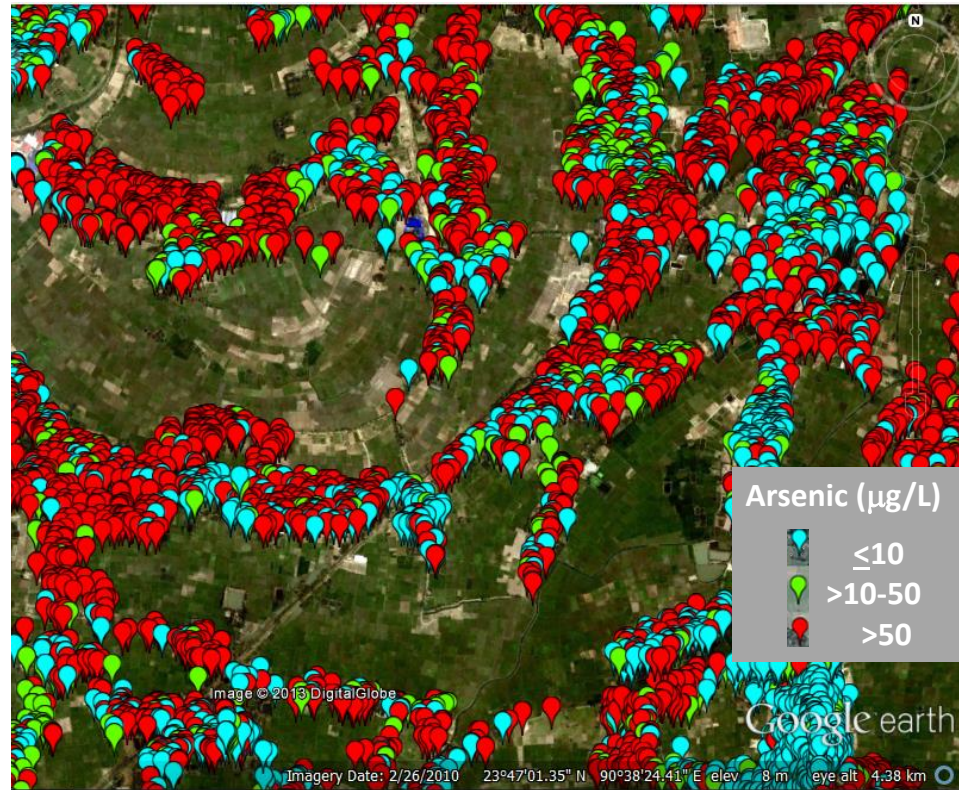 N
Arsenic (µg/L)
≤10
>10-50
>50
Image © 2013 DigitalGlobe
Google earth
Imagery Date: 2/26/2010 23°47'01.35" N 90°38'24.41" E elev 8 m eye alt 4.38 km